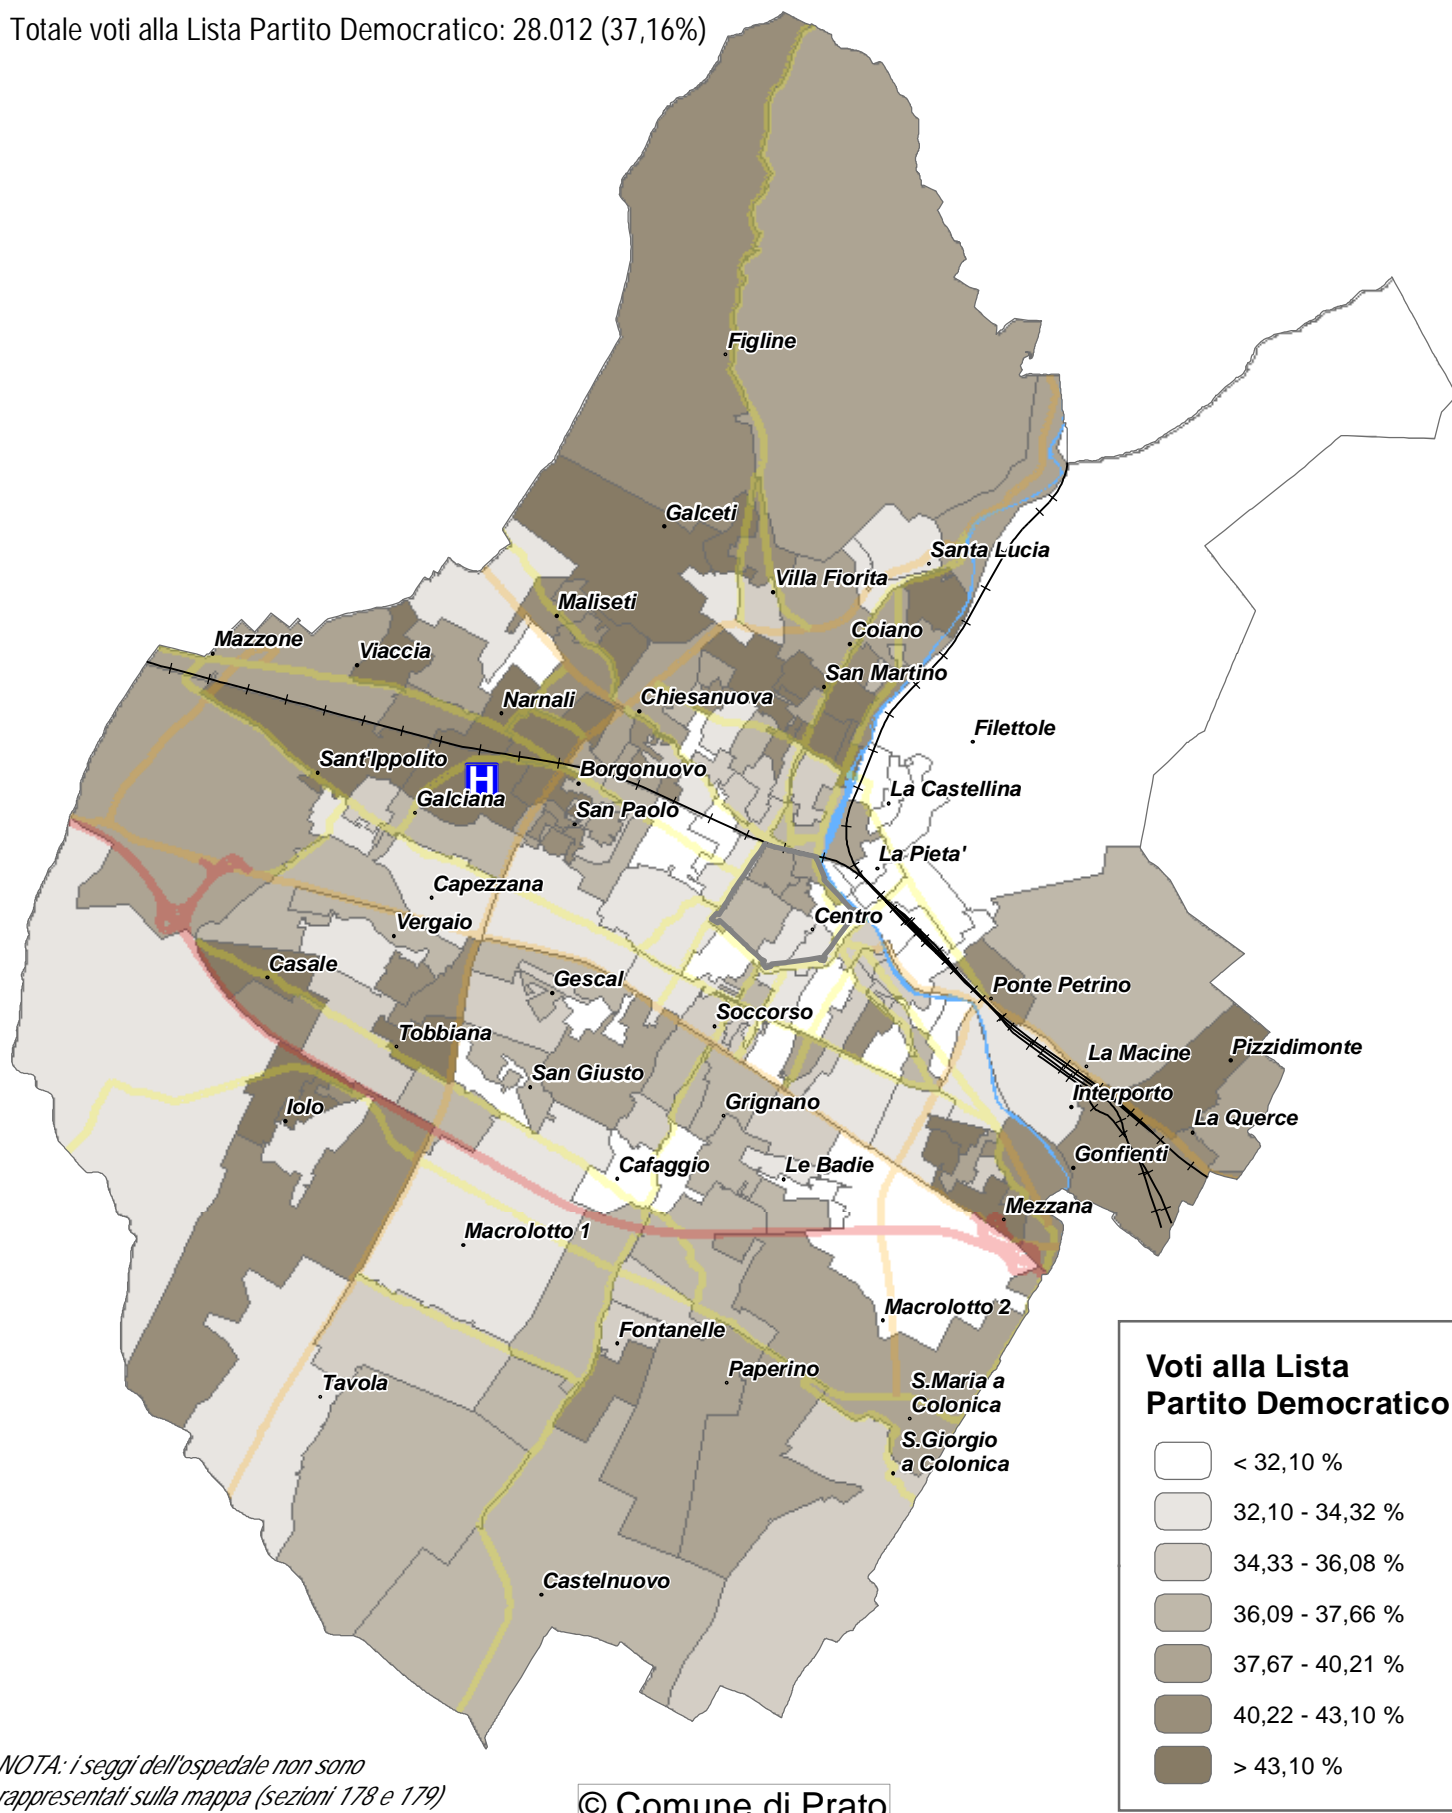 Totale voti alla Lista Partito Democratico: 28.012 (37,16%)
Figline
Galceti
Santa Lucia
Villa Fiorita
Maliseti
Coiano
Mazzone
Viaccia
San Martino
Narnali
Chiesanuova
Filettole
Sant'Ippolito
Borgonuovo
H
La Castellina
Galciana
San Paolo
La Pieta'
Capezzana
Centro
Vergaio
Casale
Gescal
Ponte Petrino
Soccorso
Tobbiana
Pizzidimonte
La Macine
San Giusto
Interporto
Iolo
Grignano
La Querce
Gonfienti
Cafaggio
Le Badie
Mezzana
Macrolotto 1
Macrolotto 2
Fontanelle
Paperino
Tavola
S.Maria a
Colonica
S.Giorgio
a Colonica
Castelnuovo
Voti alla Lista
Partito Democratico
< 32,10 %
32,10 - 34,32 %
34,33 - 36,08 %
36,09 - 37,66 %
37,67 - 40,21 %
40,22 - 43,10 %
> 43,10 %
NOTA: i seggi dell'ospedale non sono
rappresentati sulla mappa (sezioni 178 e 179)
© Comune di Prato